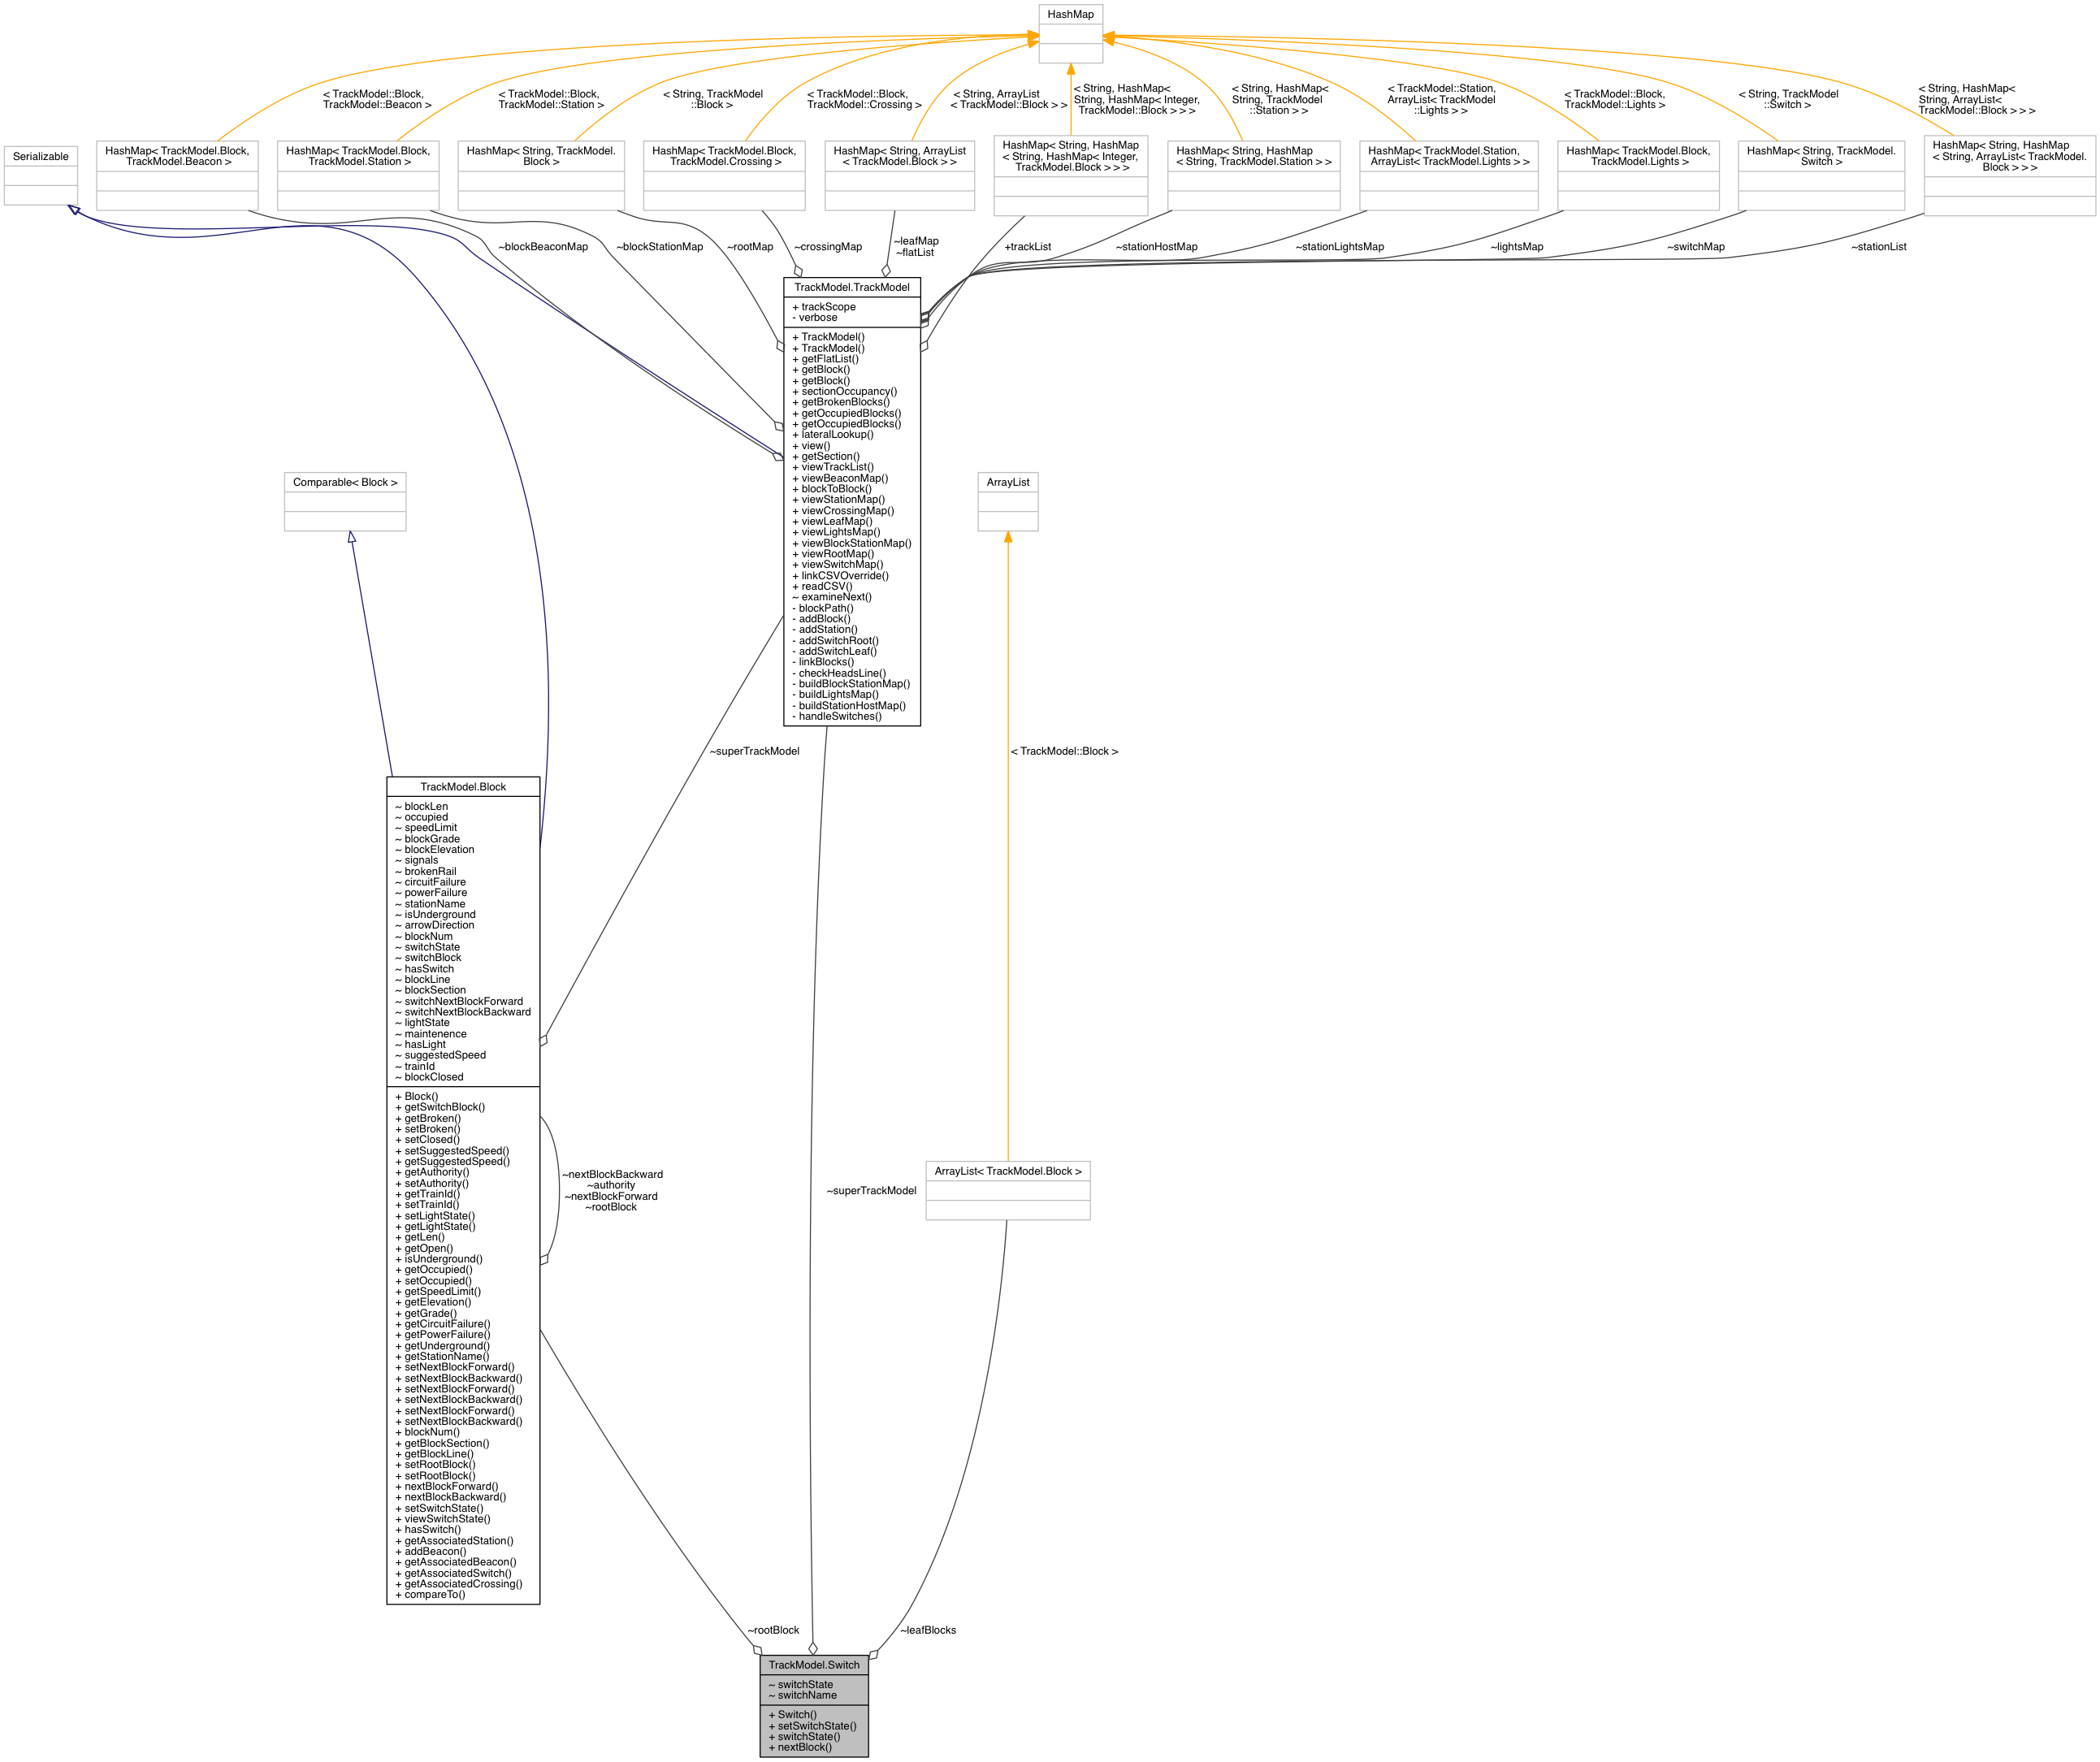 HashMap
< TrackModel::Block,
TrackModel::Beacon >
< TrackModel::Block,
TrackModel::Station >
< String, TrackModel
::Block >
< TrackModel::Block,
TrackModel::Crossing >
< String, ArrayList
< TrackModel::Block > >
< String, HashMap<
String, HashMap< Integer,
TrackModel::Block > > >
< String, HashMap<
String, TrackModel
::Station > >
< TrackModel::Station,
ArrayList< TrackModel
::Lights > >
< TrackModel::Block,
TrackModel::Lights >
< String, TrackModel
::Switch >
< String, HashMap<
String, ArrayList<
TrackModel::Block > > >
Serializable
HashMap< TrackModel.Block,
TrackModel.Beacon >
HashMap< TrackModel.Block,
TrackModel.Station >
HashMap< String, TrackModel.
Block >
HashMap< TrackModel.Block,
TrackModel.Crossing >
HashMap< String, ArrayList
< TrackModel.Block > >
HashMap< String, HashMap
< String, HashMap< Integer,
TrackModel.Block > > >
HashMap< String, HashMap
< String, TrackModel.Station > >
HashMap< TrackModel.Station,
ArrayList< TrackModel.Lights > >
HashMap< TrackModel.Block,
TrackModel.Lights >
HashMap< String, TrackModel.
Switch >
HashMap< String, HashMap
< String, ArrayList< TrackModel.
Block > > >
~blockBeaconMap
~blockStationMap
~rootMap
~crossingMap
~leafMap
~flatList
+trackList
~stationHostMap
~stationLightsMap
~lightsMap
~switchMap
~stationList
TrackModel.TrackModel
+ trackScope
- verbose
+ TrackModel()
+ TrackModel()
+ getFlatList()
+ getBlock()
+ getBlock()
+ sectionOccupancy()
+ getBrokenBlocks()
+ getOccupiedBlocks()
+ getOccupiedBlocks()
+ lateralLookup()
+ view()
+ getSection()
+ viewTrackList()
+ viewBeaconMap()
+ blockToBlock()
+ viewStationMap()
+ viewCrossingMap()
+ viewLeafMap()
+ viewLightsMap()
+ viewBlockStationMap()
+ viewRootMap()
+ viewSwitchMap()
+ linkCSVOverride()
+ readCSV()
~ examineNext()
- blockPath()
- addBlock()
- addStation()
- addSwitchRoot()
- addSwitchLeaf()
- linkBlocks()
- checkHeadsLine()
- buildBlockStationMap()
- buildLightsMap()
- buildStationHostMap()
- handleSwitches()
Comparable< Block >
ArrayList
~superTrackModel
< TrackModel::Block >
TrackModel.Block
~ blockLen
~ occupied
~ speedLimit
~ blockGrade
~ blockElevation
~ signals
~ brokenRail
~ circuitFailure
~ powerFailure
~ stationName
~ isUnderground
~ arrowDirection
~ blockNum
~ switchState
~ switchBlock
~ hasSwitch
~ blockLine
~ blockSection
~ switchNextBlockForward
~ switchNextBlockBackward
~ lightState
~ maintenence
~ hasLight
~ suggestedSpeed
~ trainId
~ blockClosed
+ Block()
+ getSwitchBlock()
+ getBroken()
+ setBroken()
+ setClosed()
+ setSuggestedSpeed()
+ getSuggestedSpeed()
+ getAuthority()
+ setAuthority()
+ getTrainId()
+ setTrainId()
+ setLightState()
+ getLightState()
+ getLen()
+ getOpen()
+ isUnderground()
+ getOccupied()
+ setOccupied()
+ getSpeedLimit()
+ getElevation()
+ getGrade()
+ getCircuitFailure()
+ getPowerFailure()
+ getUnderground()
+ getStationName()
+ setNextBlockForward()
+ setNextBlockBackward()
+ setNextBlockForward()
+ setNextBlockBackward()
+ setNextBlockForward()
+ setNextBlockBackward()
+ blockNum()
+ getBlockSection()
+ getBlockLine()
+ setRootBlock()
+ setRootBlock()
+ nextBlockForward()
+ nextBlockBackward()
+ setSwitchState()
+ viewSwitchState()
+ hasSwitch()
+ getAssociatedStation()
+ addBeacon()
+ getAssociatedBeacon()
+ getAssociatedSwitch()
+ getAssociatedCrossing()
+ compareTo()
~nextBlockBackward
~authority
~nextBlockForward
~rootBlock
~superTrackModel
ArrayList< TrackModel.Block >
~rootBlock
~leafBlocks
TrackModel.Switch
~ switchState
~ switchName
+ Switch()
+ setSwitchState()
+ switchState()
+ nextBlock()